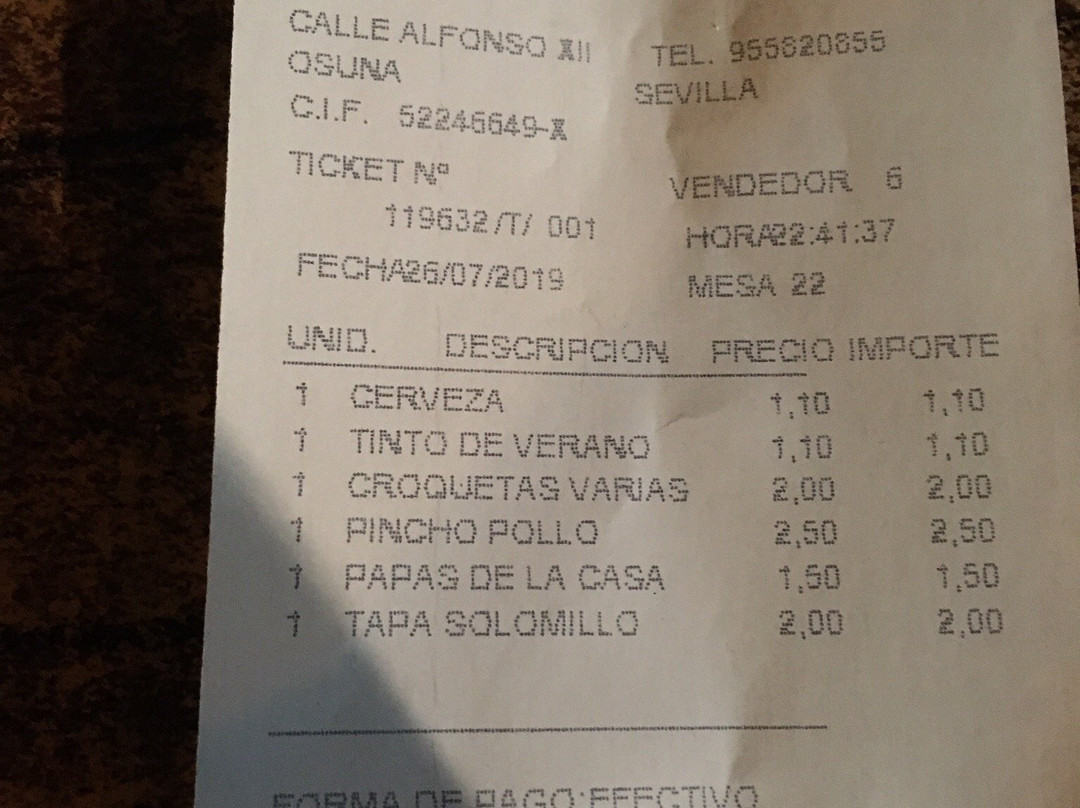 CALLE ALFONSO XII TEL. 955820855
OSUNA SEVILLA
C.I.F. 52246649-X
TICKET Nº VENDEDOR 6
119632/T/ 001 HORA22:41:37
FECHA26/07/2019 MESA 22
UNID. DESCRIPCION PRECIO IMPORTE
1 CERVEZA 1,10 1,10
1 TINTO DE VERANO 1,10 1,10
1 CROQUETAS VARIAS 2,00 2,00
1 PINCHO POLLO 2,50 2,50
1 PAPAS DE LA CASA 1,50 1,50
1 TAPA SOLOMILLO 2,00 2,00
FORMA DE PAGO:EFECTIVO